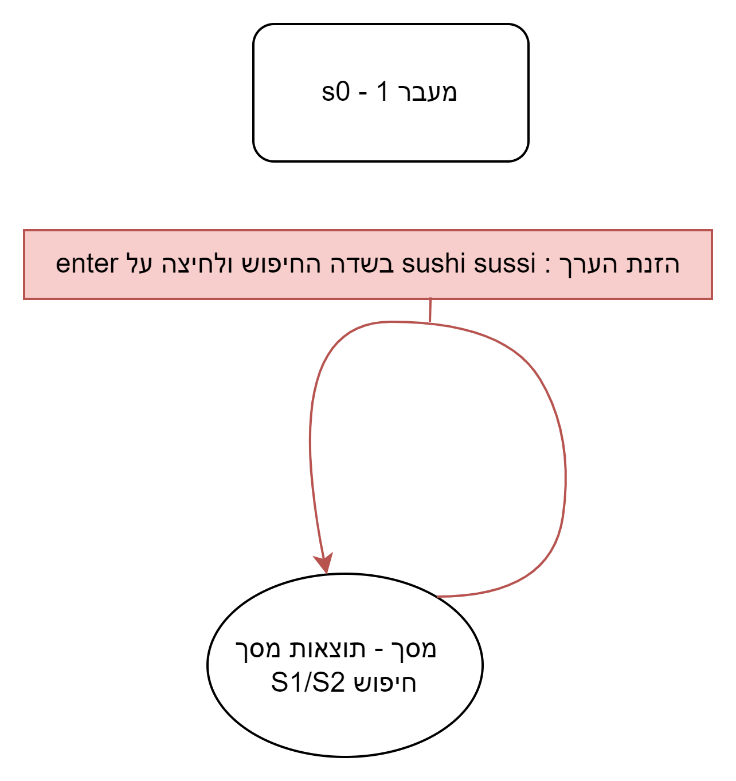 מעבר 1 - s0
הזנת הערך : sushi sussi בשדה החיפוש ולחיצה על enter
מסך - תוצאות מסך
חיפוש S1/S2